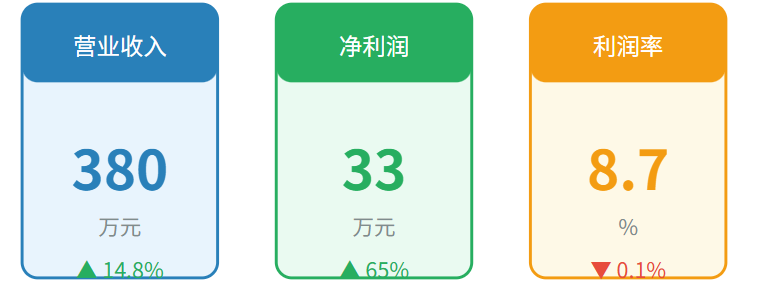 营业收入
380
万元
▲ 14.8%
净利润
33
万元
▲ 65%
利润率
8.7
%
▼ 0.1%